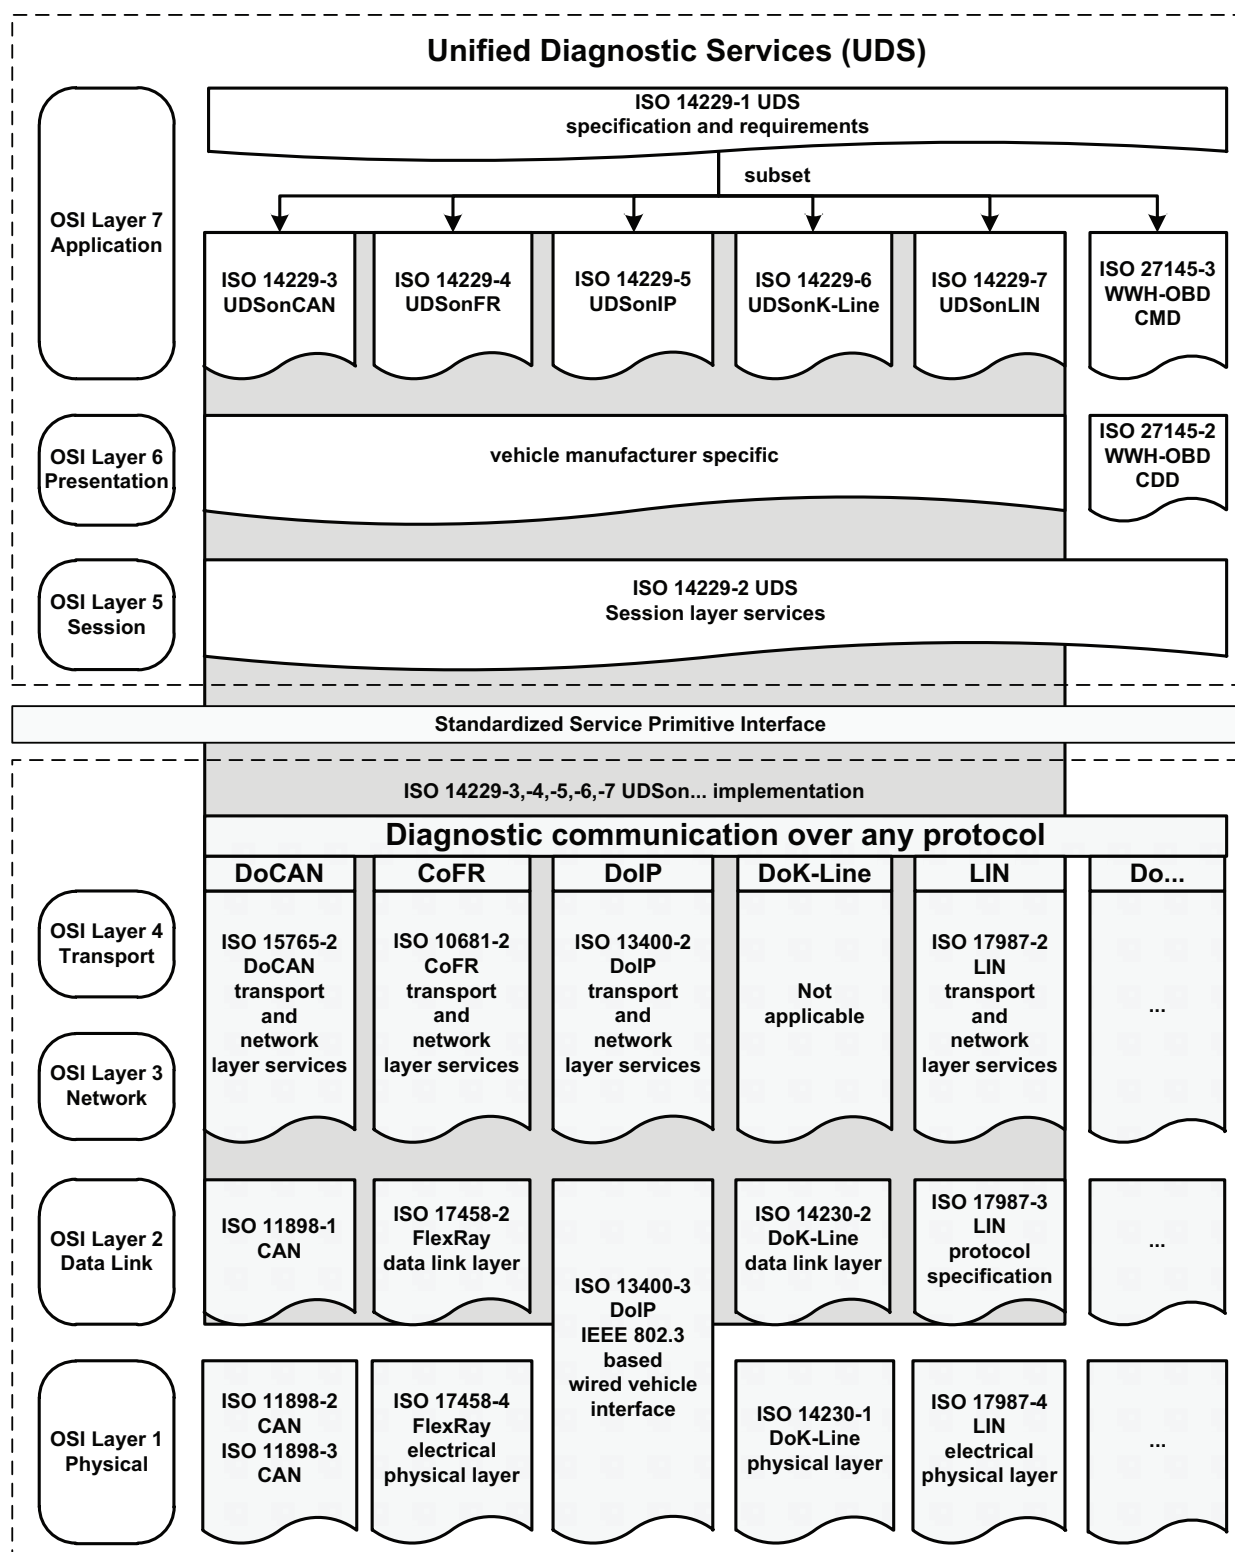 Unified Diagnostic Services (UDS)
OSI Layer 7
Application
ISO 14229-1 UDS
specification and requirements
subset
ISO 14229-3
UDSonCAN
ISO 14229-4
UDSonFR
ISO 14229-5
UDSonIP
ISO 14229-6
UDSonK-Line
ISO 14229-7
UDSonLIN
ISO 27145-3
WWH-OBD
CMD
OSI Layer 6
Presentation
vehicle manufacturer specific
ISO 27145-2
WWH-OBD
CDD
OSI Layer 5
Session
ISO 14229-2 UDS
Session layer services
Standardized Service Primitive Interface
ISO 14229-3,-4,-5,-6,-7 UDSon... implementation
Diagnostic communication over any protocol
DoCAN
CoFR
DoIP
DoK-Line
LIN
Do...
OSI Layer 4
Transport
OSI Layer 3
Network
ISO 15765-2
DoCAN
transport
and
network
layer services
ISO 10681-2
CoFR
transport
and
network
layer services
ISO 13400-2
DoIP
transport
and
network
layer services
Not
applicable
ISO 17987-2
LIN
transport
and
network
layer services
...
OSI Layer 2
Data Link
ISO 11898-1
CAN
ISO 17458-2
FlexRay
data link layer
ISO 13400-3
DoIP
IEEE 802.3
based
wired vehicle
interface
ISO 14230-2
DoK-Line
data link layer
ISO 17987-3
LIN
protocol
specification
...
OSI Layer 1
Physical
ISO 11898-2
CAN
ISO 11898-3
CAN
ISO 17458-4
FlexRay
electrical
physical layer
ISO 14230-1
DoK-Line
physical layer
ISO 17987-4
LIN
electrical
physical layer
...